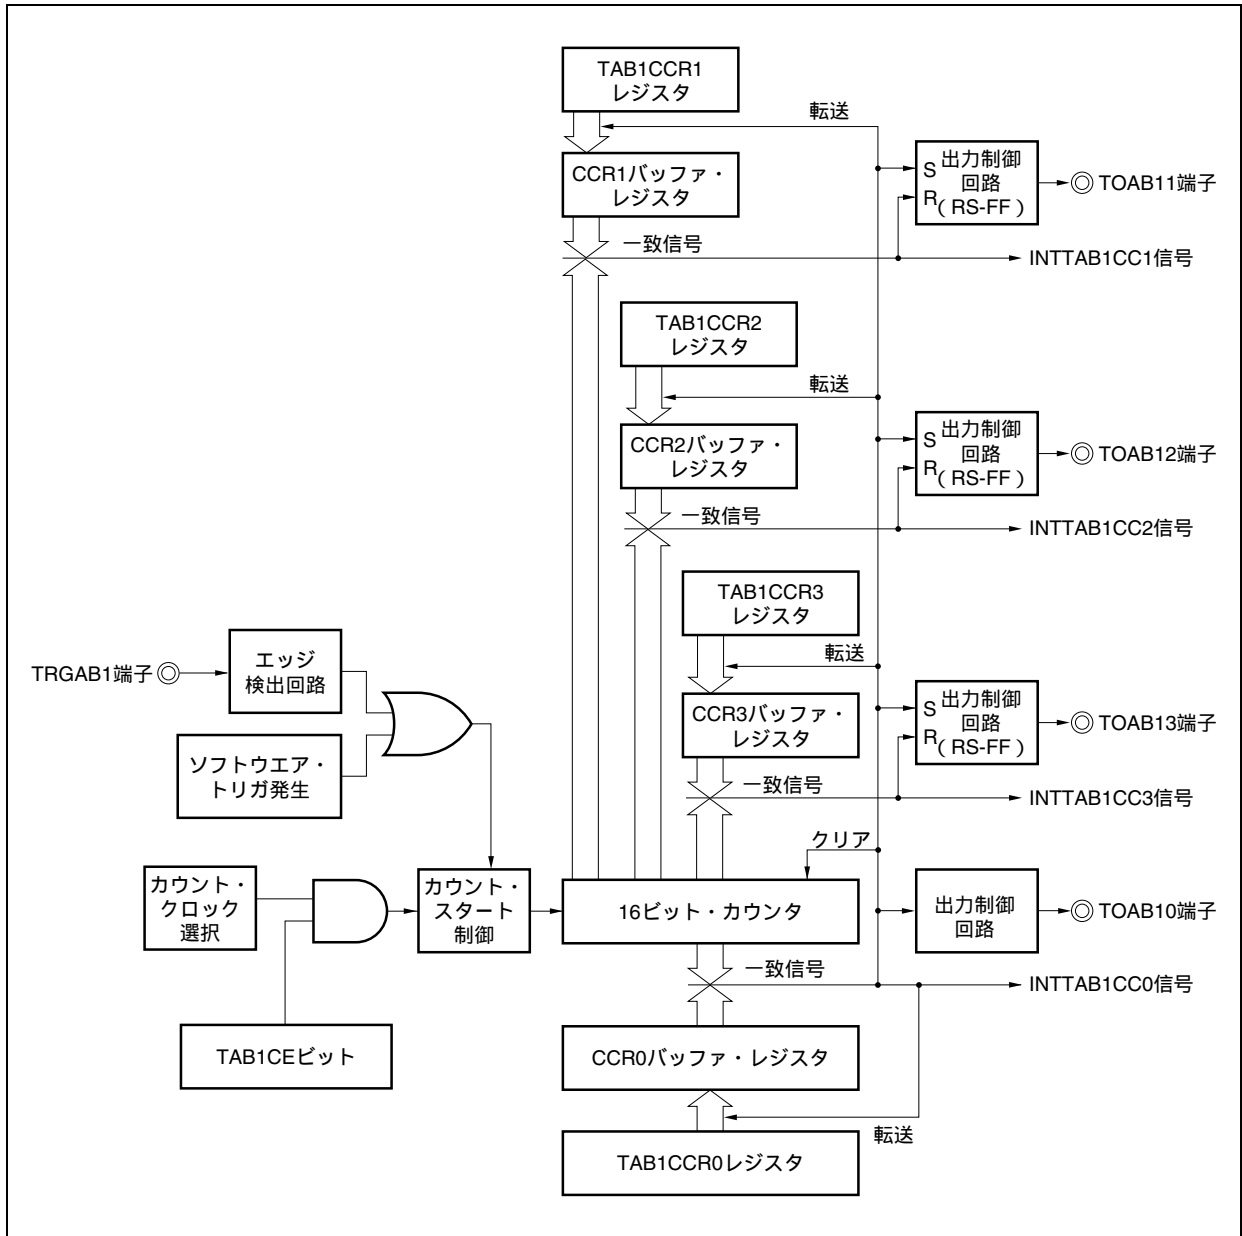 TAB1CCR1
レジスタ
転送
CCR1バッファ・
レジスタ
S 出力制御
回路
R ( RS-FF )
TOAB11端子
一致信号
INTTAB1CC1信号
TAB1CCR2
レジスタ
転送
CCR2バッファ・
レジスタ
S 出力制御
回路
R ( RS-FF )
TOAB12端子
一致信号
INTTAB1CC2信号
TAB1CCR3
レジスタ
転送
TRGAB1端子
エッジ
検出回路
CCR3バッファ・
レジスタ
S 出力制御
回路
R ( RS-FF )
TOAB13端子
ソフトウエア・
トリガ発生
一致信号
INTTAB1CC3信号
クリア
カウント・
クロック
選択
カウント・
スタート
制御
16ビット・カウンタ
出力制御
回路
TOAB10端子
一致信号
INTTAB1CC0信号
TAB1CEビット
CCR0バッファ・レジスタ
転送
TAB1CCR0レジスタ